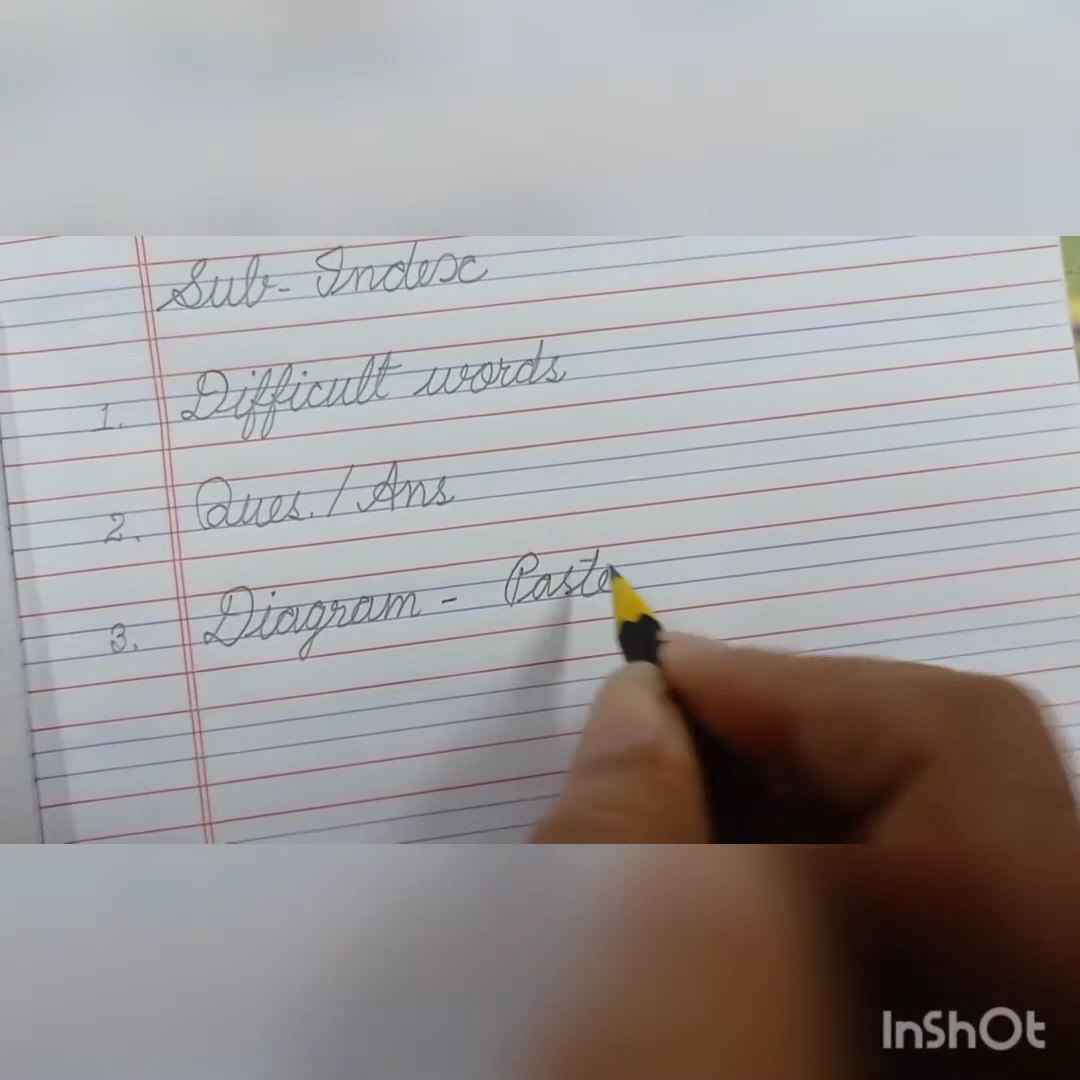 Sub- Index
1. Difficult words
2. Ques. / Ans
3. Diagram - Paste
InShOt